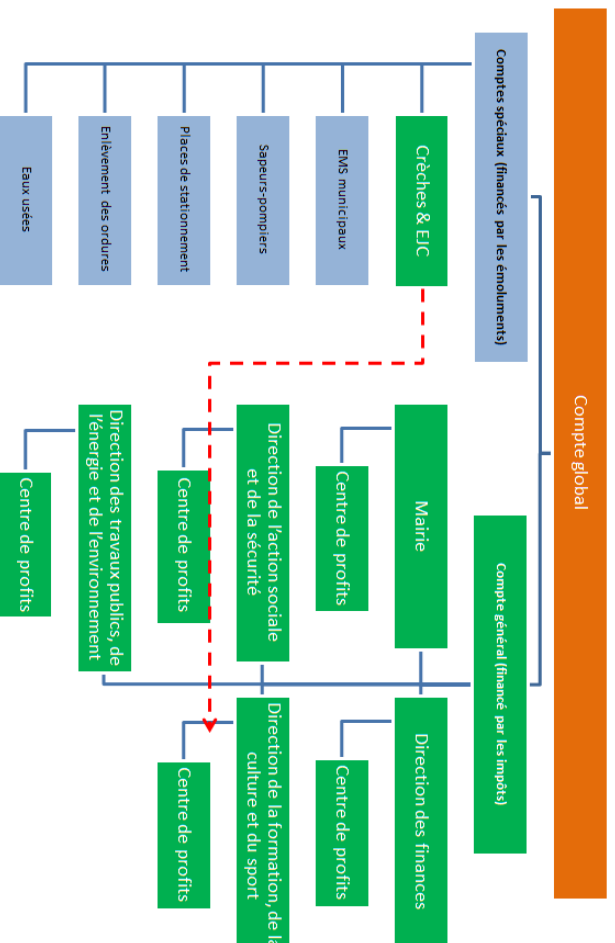 Compte global
Comptes spéciaux (financés par les émoluments)
Compte général (financé par les impôts)
Crèches & EJC
EMS municipaux
Sapeurs-pompiers
Places de stationnement
Enlèvement des ordures
Eaux usées
Mairie
Centre de profits
Direction des finances
Centre de profits
Direction de l'action sociale
et de la sécurité
Centre de profits
Direction de la formation, de la
culture et du sport
Centre de profits
Direction des travaux publics, de
l'énergie et de l'environnement
Centre de profits